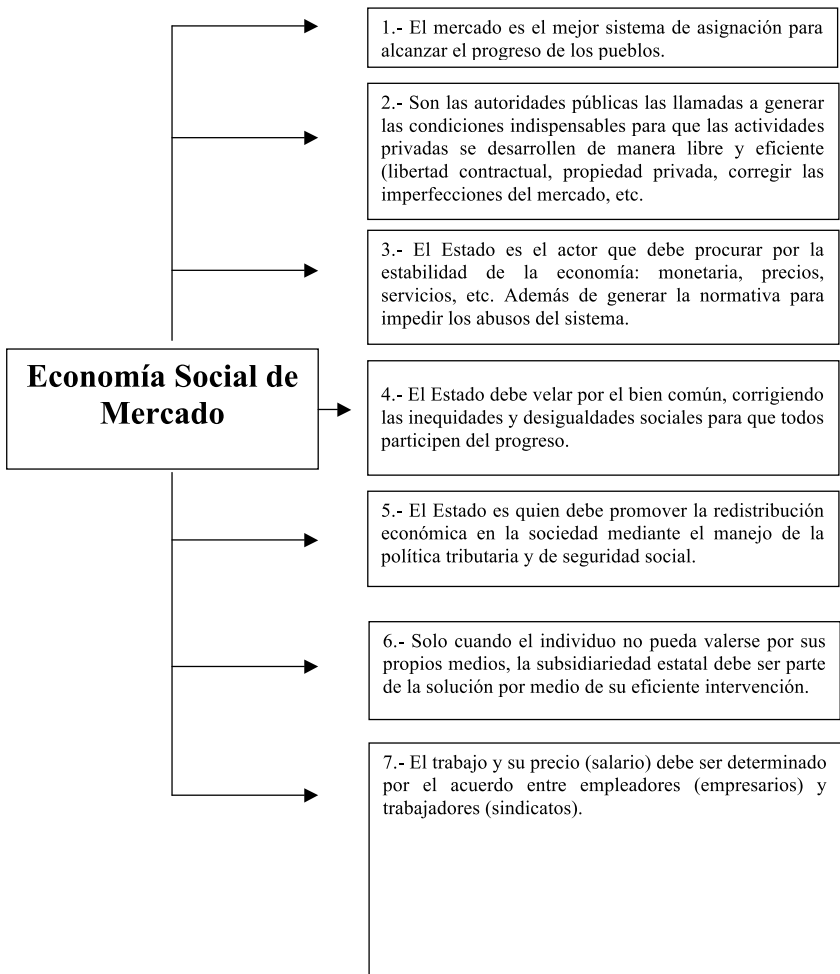 1.- El mercado es el mejor sistema de asignación para
alcanzar el progreso de los pueblos.
2.- Son las autoridades públicas las llamadas a generar
las condiciones indispensables para que las actividades
privadas se desarrollen de manera libre y eficiente
(libertad contractual, propiedad privada, corregir las
imperfecciones del mercado, etc.
3.- El Estado es el actor que debe procurar por la
estabilidad de la economía: monetaria, precios,
servicios, etc. Además de generar la normativa para
impedir los abusos del sistema.
Economía Social de
Mercado
4.- El Estado debe velar por el bien común, corrigiendo
las inequidades y desigualdades sociales para que todos
participen del progreso.
5.- El Estado es quien debe promover la redistribución
económica en la sociedad mediante el manejo de la
política tributaria y de seguridad social.
6.- Solo cuando el individuo no pueda valerse por sus
propios medios, la subsidiariedad estatal debe ser parte
de la solución por medio de su eficiente intervención.
7.- El trabajo y su precio (salario) debe ser determinado
por el acuerdo entre empleadores (empresarios) y
trabajadores (sindicatos).